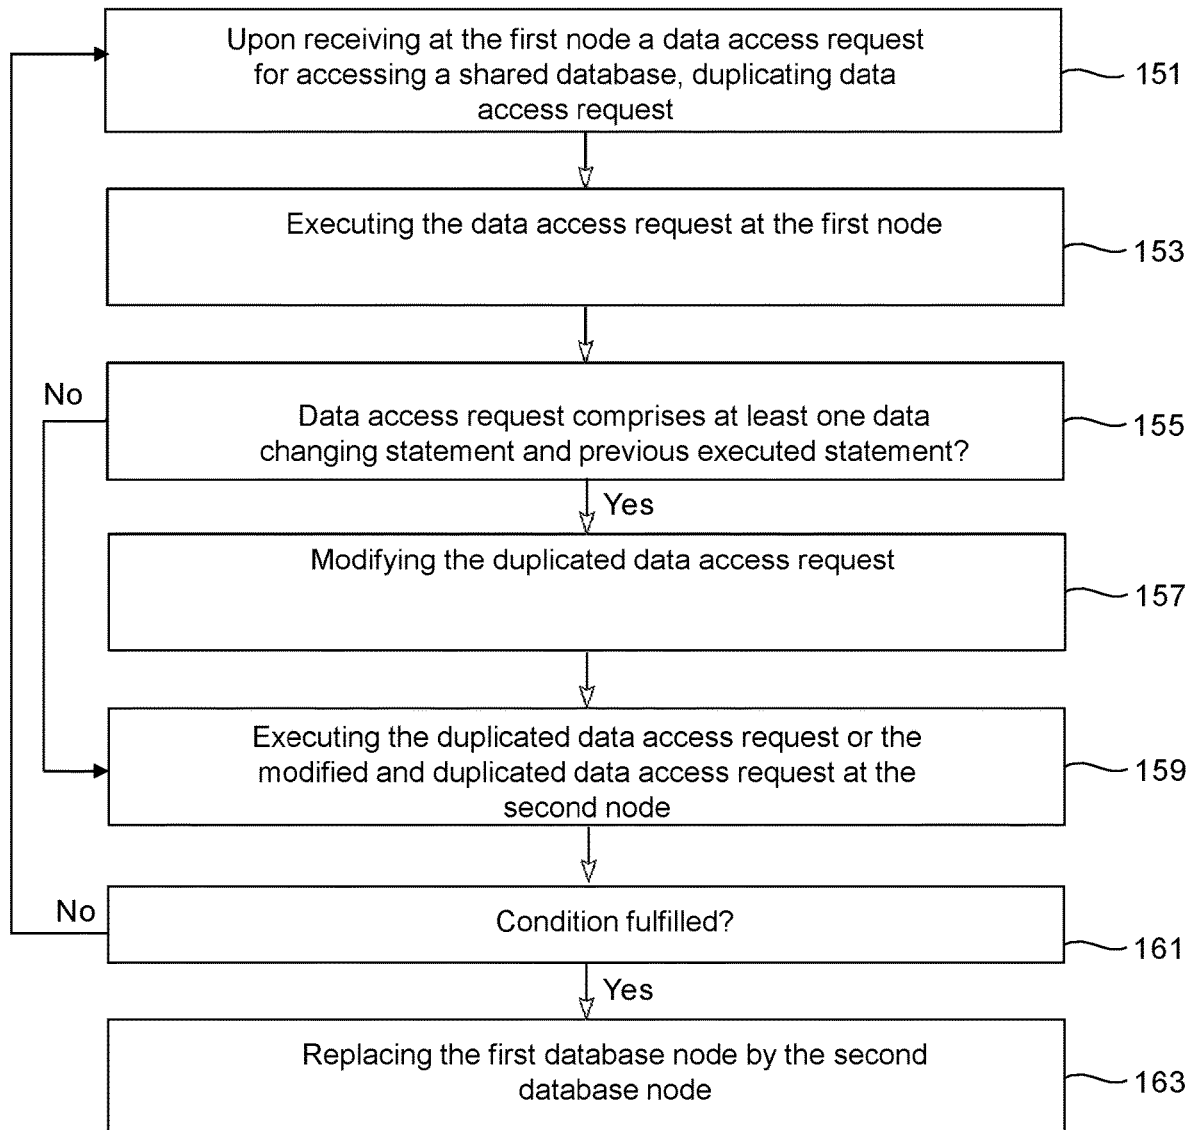 Upon receiving at the first node a data access request
for accessing a shared database, duplicating data
access request
151
Executing the data access request at the first node
153
No
Data access request comprises at least one data
changing statement and previous executed statement?
155
Yes
Modifying the duplicated data access request
157
Executing the duplicated data access request or the
modified and duplicated data access request at the
second node
159
No
Condition fulfilled?
161
Yes
Replacing the first database node by the second
database node
163